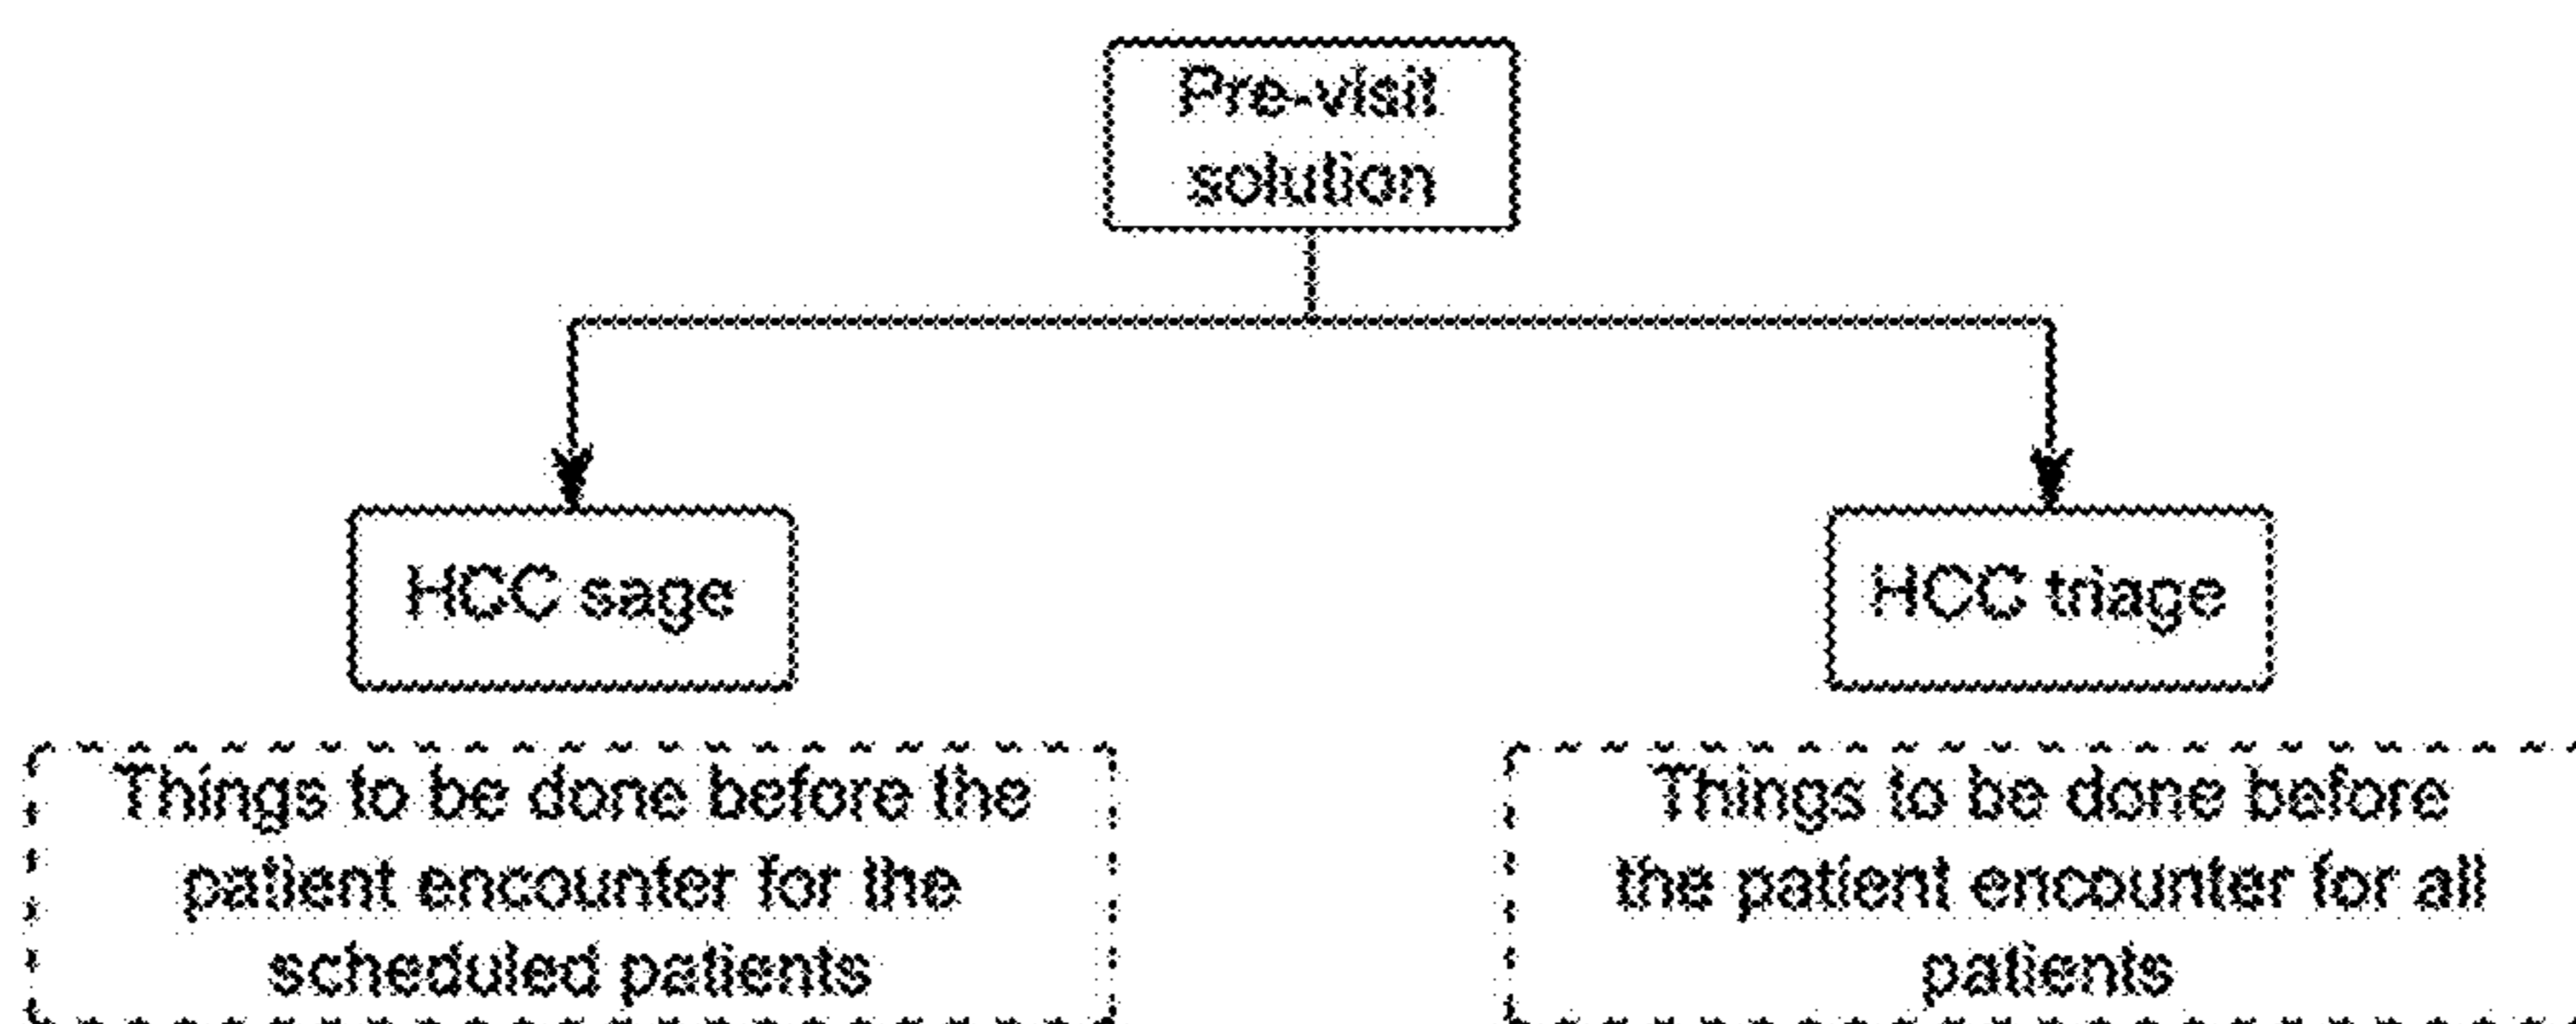 Pre-visit
solution
HCC sage
HCC triage
Things to be done before the
patient encounter for the
scheduled patients
Things to be done before
the patient encounter for all
patients